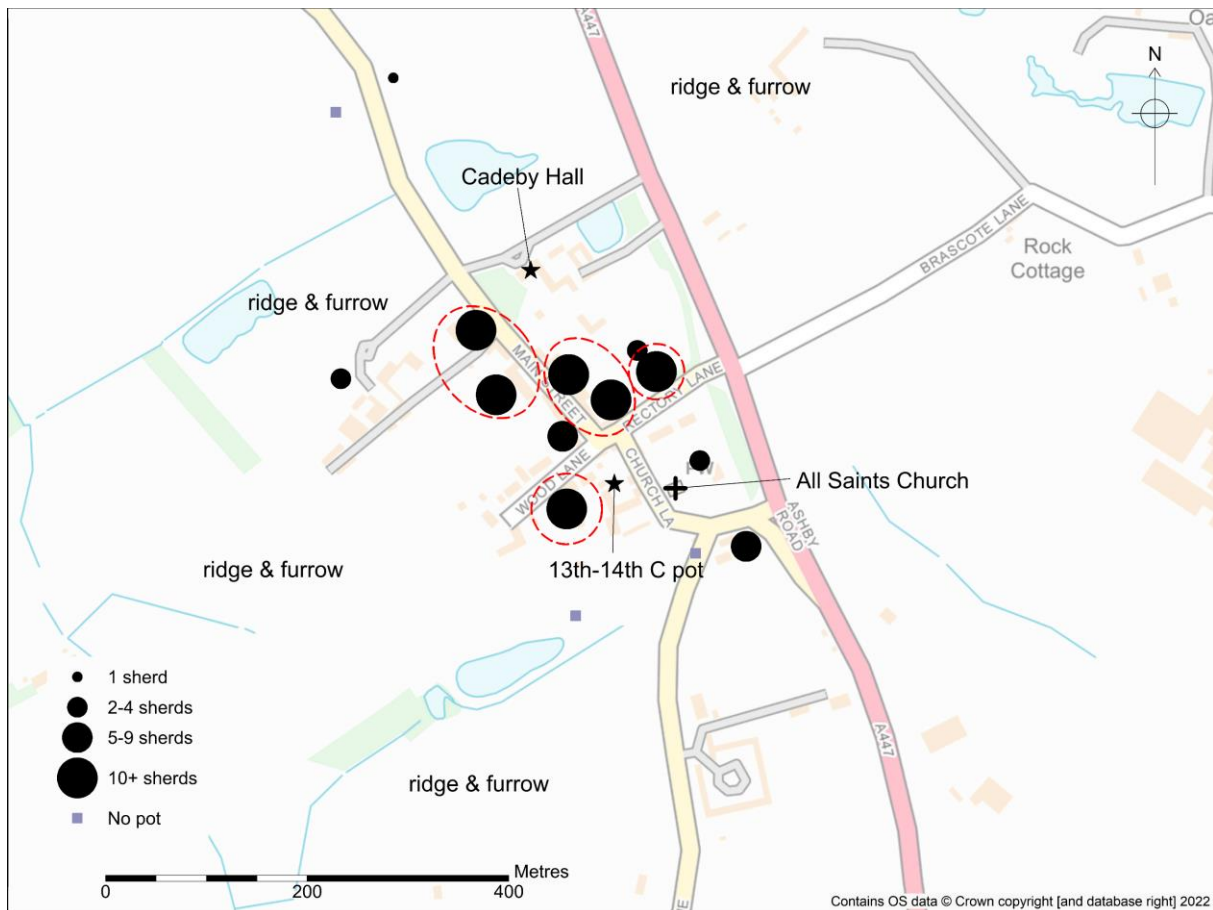 A447
Oa
N
ridge & furrow
Cadeby Hall
BRASCOTE LANE
Rock
Cottage
ridge & furrow
MAIN STREET
RECTORY LANE
WOOD LANE
CHURCH LA
PW
All Saints Church
ASHBY
ROAD
13th-14th C pot
ridge & furrow
1 sherd
2-4 sherds
5-9 sherds
10+ sherds
No pot
ridge & furrow
A447
Metres
0
200
400
Contains OS data © Crown copyright [and database right] 2022